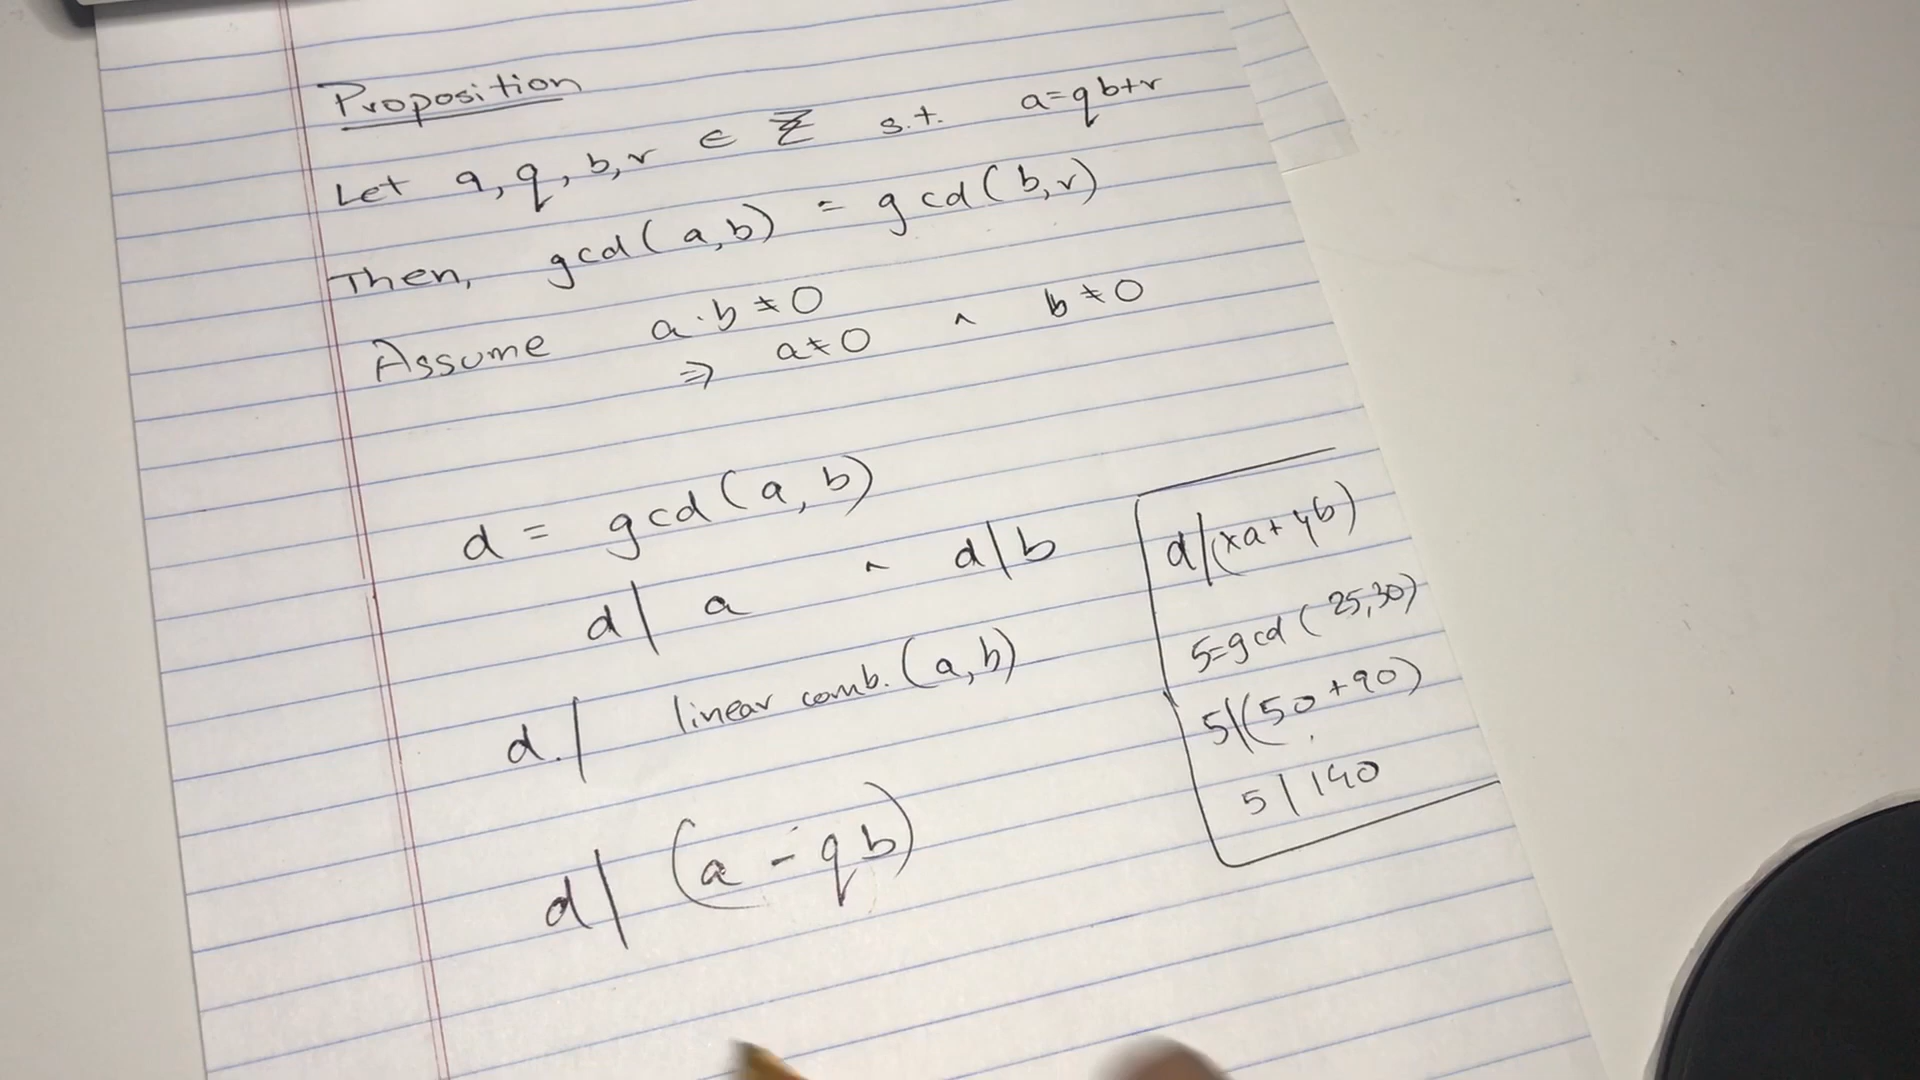 Proposition
Let a, q, b, r ∈ ℤ s.t. a=qb+r
Then, gcd(a,b) = gcd(b,r)
Assume a·b ≠ 0
⇒ a≠0 ^ b≠0
d = gcd(a,b)
d| a ^ d|b
d.| linear comb. (a,b)
d| (a - qb)
d|(xa+yb)
5=gcd(25,30)
5|(50+90)
5|140